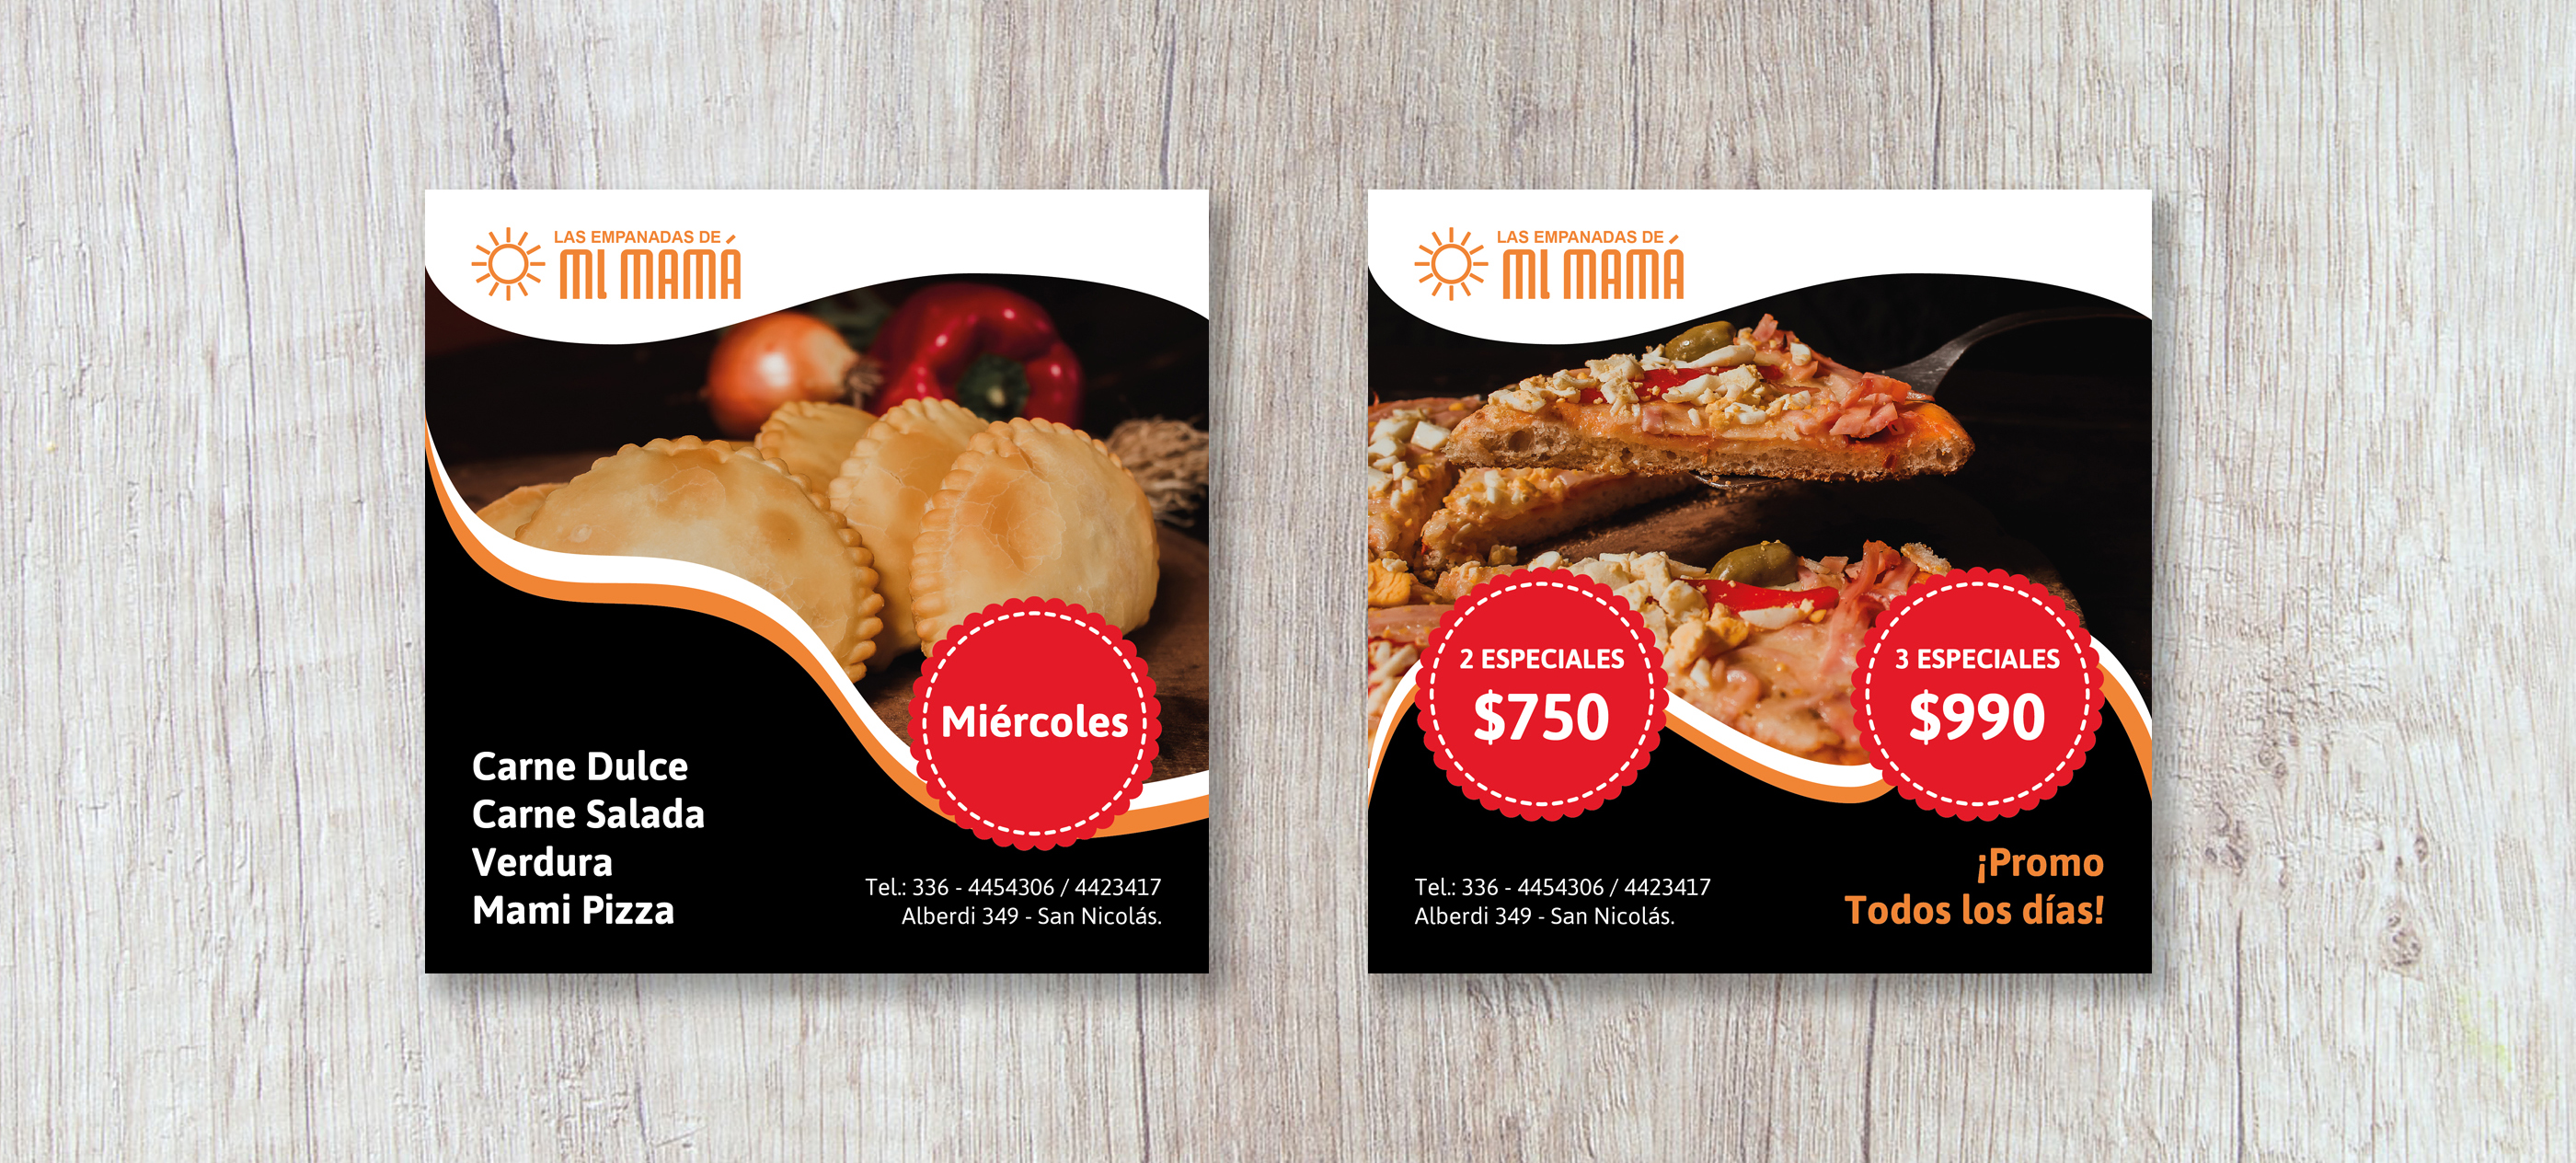 LAS EMPANADAS DE
MI MAMÁ
Miércoles
Carne Dulce
Carne Salada
Verdura
Mami Pizza
Tel.: 336 - 4454306 / 4423417
Alberdi 349 - San Nicolás.
LAS EMPANADAS DE
MI MAMÁ
2 ESPECIALES
$750
3 ESPECIALES
$990
Tel.: 336 - 4454306 / 4423417
Alberdi 349 - San Nicolás.
¡Promo
Todos los días!